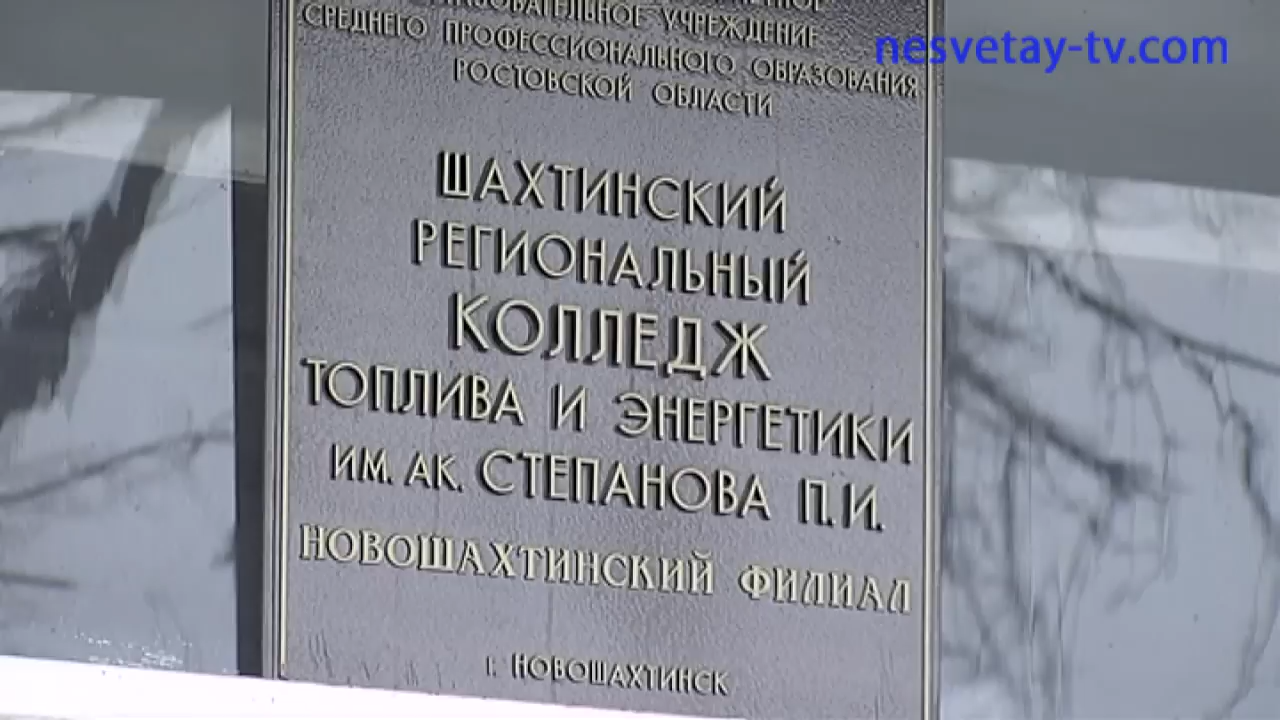 nesvetay-tv.com
УЧРЕЖДЕНИЕ
СРЕДНЕГО ПРОФЕССИОНАЛЬНОГО ОБРАЗОВАНИЯ
РОСТОВСКОЙ ОБЛАСТИ
ШАХТИНСКИЙ
РЕГИОНАЛЬНЫЙ
КОЛЛЕДЖ
ТОПЛИВА И ЭНЕРГЕТИКИ
ИМ. АК. СТЕПАНОВА П.И.
НОВОШАХТИНСКИЙ ФИЛИАЛ
г. НОВОШАХТИНСК